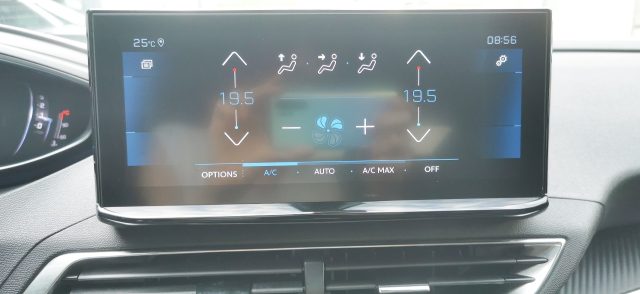 25°C
08:56
19.5
19.5
OPTIONS A/C AUTO A/C MAX OFF